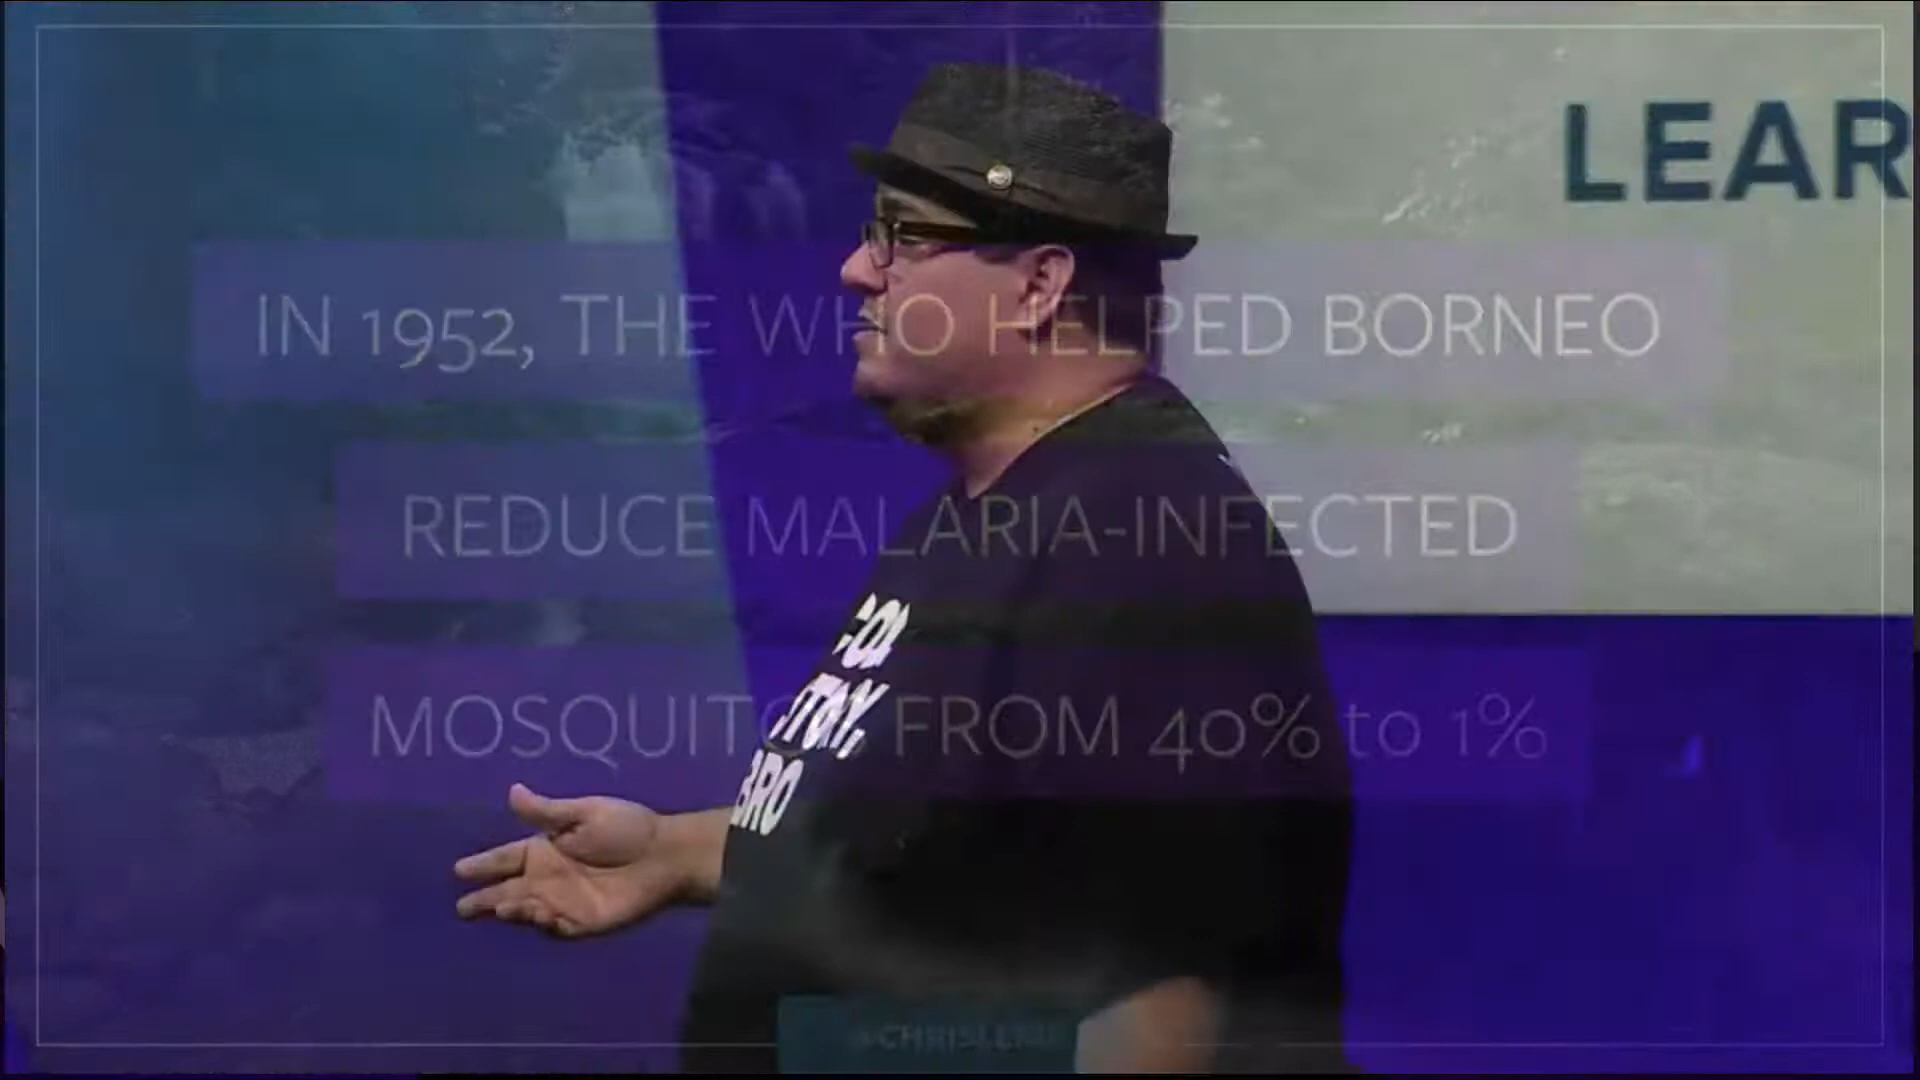 LEAR
IN 1952, THE WHO HELPED BORNEO
REDUCE MALARIA-INFECTED
MOSQUITOS FROM 40% to 1%
BRO